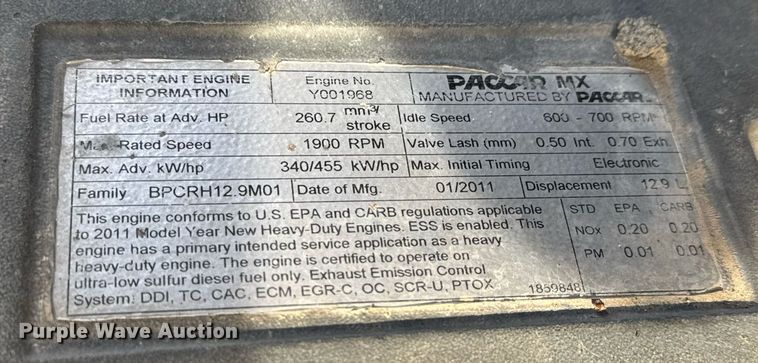 IMPORTANT ENGINE INFORMATION
Engine No. Y001968
PACCAR MX
MANUFACTURED BY PACCAR
Fuel Rate at Adv. HP 260.7 mm³/stroke Idle Speed 600 - 700 RPM
Max. Rated Speed 1900 RPM Valve Lash (mm) 0.50 Int. 0.70 Exh.
Max. Adv. kW/hp 340/455 kW/hp Max. Initial Timing Electronic
Family BPCRH12.9M01 Date of Mfg. 01/2011 Displacement 12.9 L
This engine conforms to U.S. EPA and CARB regulations applicable
to 2011 Model Year New Heavy-Duty Engines. ESS is enabled. This
engine has a primary intended service application as a heavy
heavy-duty engine. The engine is certified to operate on
ultra-low sulfur diesel fuel only. Exhaust Emission Control
System: DDI, TC, CAC, ECM, EGR-C, OC, SCR-U, PTOX
STD EPA CARB
NOx 0.20 0.20
PM 0.01 0.01
1859848
Purple Wave Auction